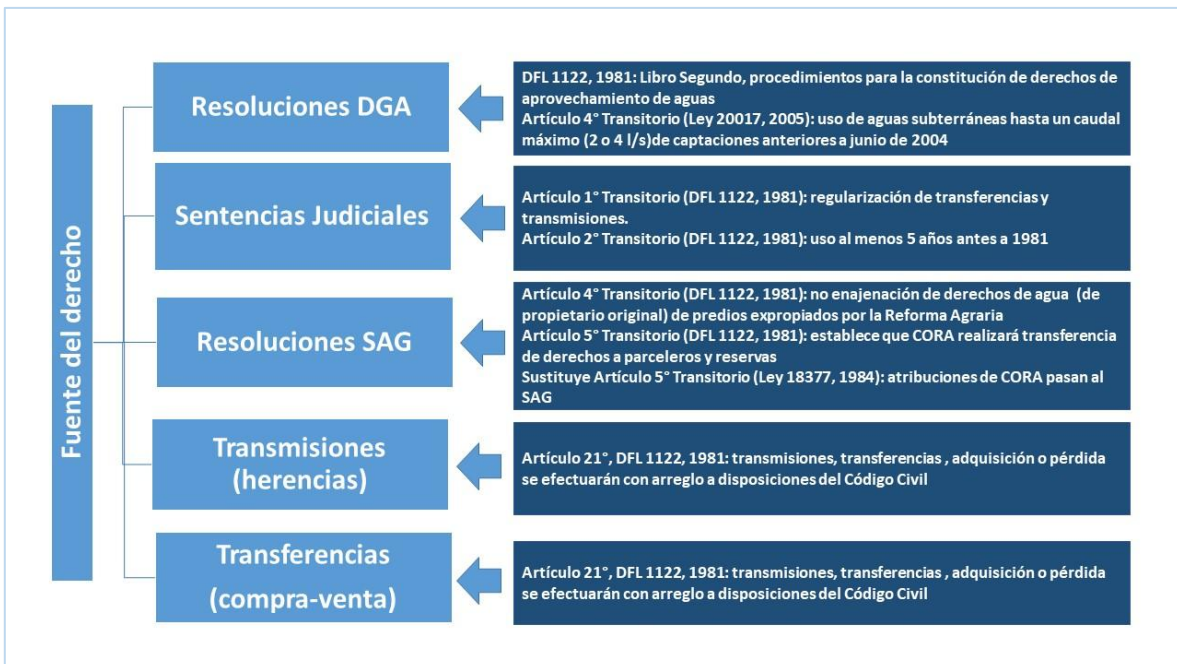 Fuente del derecho
Resoluciones DGA
DFL 1122, 1981: Libro Segundo, procedimientos para la constitución de derechos de
aprovechamiento de aguas
Artículo 4° Transitorio (Ley 20017, 2005): uso de aguas subterráneas hasta un caudal
máximo (2 o 4 l/s)de captaciones anteriores a junio de 2004
Sentencias Judiciales
Artículo 1° Transitorio (DFL 1122, 1981): regularización de transferencias y
transmisiones.
Artículo 2° Transitorio (DFL 1122, 1981): uso al menos 5 años antes a 1981
Resoluciones SAG
Artículo 4° Transitorio (DFL 1122, 1981): no enajenación de derechos de agua (de
propietario original) de predios expropiados por la Reforma Agraria
Artículo 5° Transitorio (DFL 1122, 1981): establece que CORA realizará transferencia
de derechos a parceleros y reservas
Sustituye Artículo 5° Transitorio (Ley 18377, 1984): atribuciones de CORA pasan al
SAG
Transmisiones
(herencias)
Artículo 21°, DFL 1122, 1981: transmisiones, transferencias , adquisición o pérdida
se efectuarán con arreglo a disposiciones del Código Civil
Transferencias
(compra-venta)
Artículo 21°, DFL 1122, 1981: transmisiones, transferencias , adquisición o pérdida
se efectuarán con arreglo a disposiciones del Código Civil